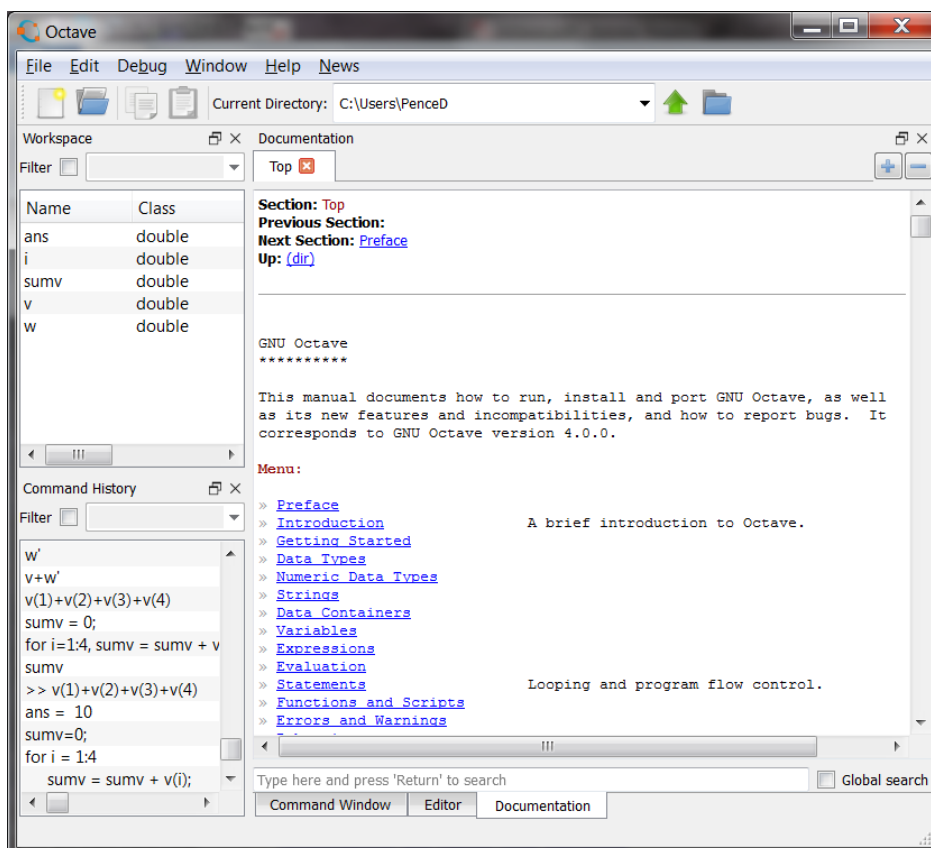 Octave
File Edit Debug Window Help News
Current Directory: C:\Users\PenceD
Workspace
Filter
Name Class
ans double
i double
sumv double
v double
w double
Command History
Filter
w'
v+w'
v(1)+v(2)+v(3)+v(4)
sumv = 0;
for i=1:4, sumv = sumv + v
sumv
>> v(1)+v(2)+v(3)+v(4)
ans = 10
sumv=0;
for i = 1:4
sumv = sumv + v(i);
Documentation
Top
Section: Top
Previous Section:
Next Section: Preface
Up: (dir)
GNU Octave
**********
This manual documents how to run, install and port GNU Octave, as well
as its new features and incompatibilities, and how to report bugs. It
corresponds to GNU Octave version 4.0.0.
Menu:
» Preface
» Introduction A brief introduction to Octave.
» Getting Started
» Data Types
» Numeric Data Types
» Strings
» Data Containers
» Variables
» Expressions
» Evaluation
» Statements Looping and program flow control.
» Functions and Scripts
» Errors and Warnings
Type here and press 'Return' to search
Global search
Command Window Editor Documentation